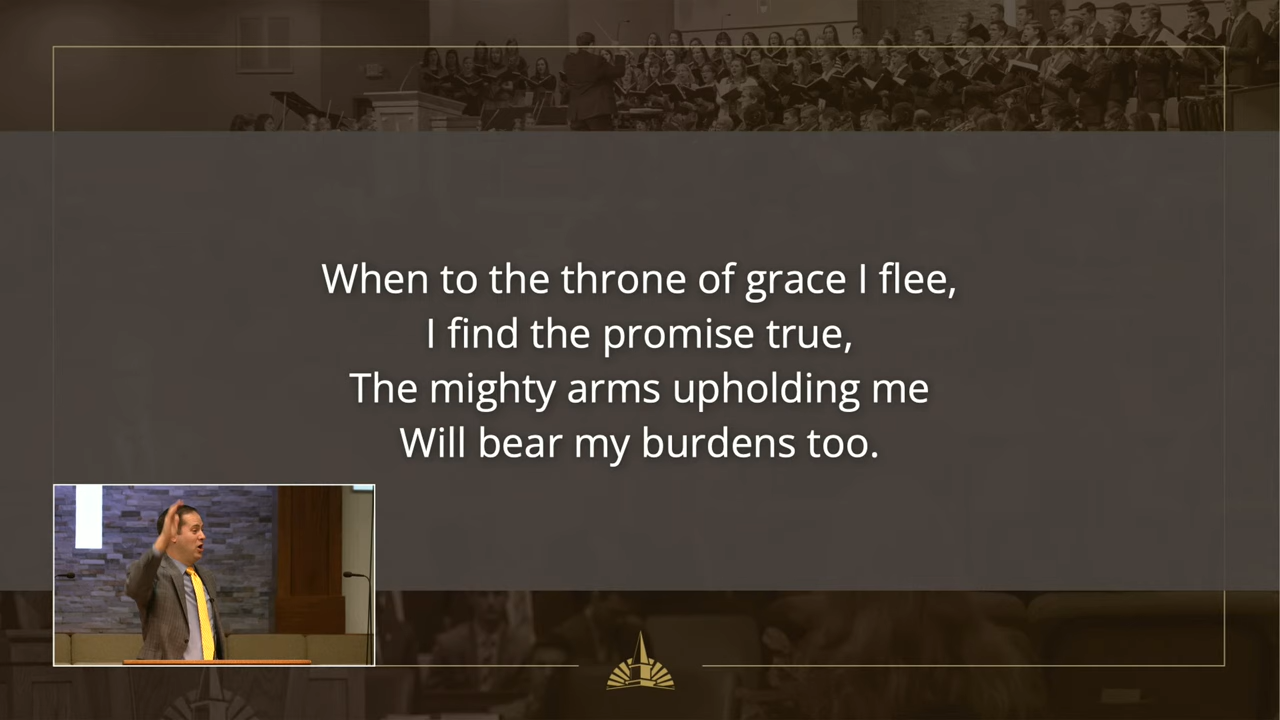 When to the throne of grace I flee,
I find the promise true,
The mighty arms upholding me
Will bear my burdens too.